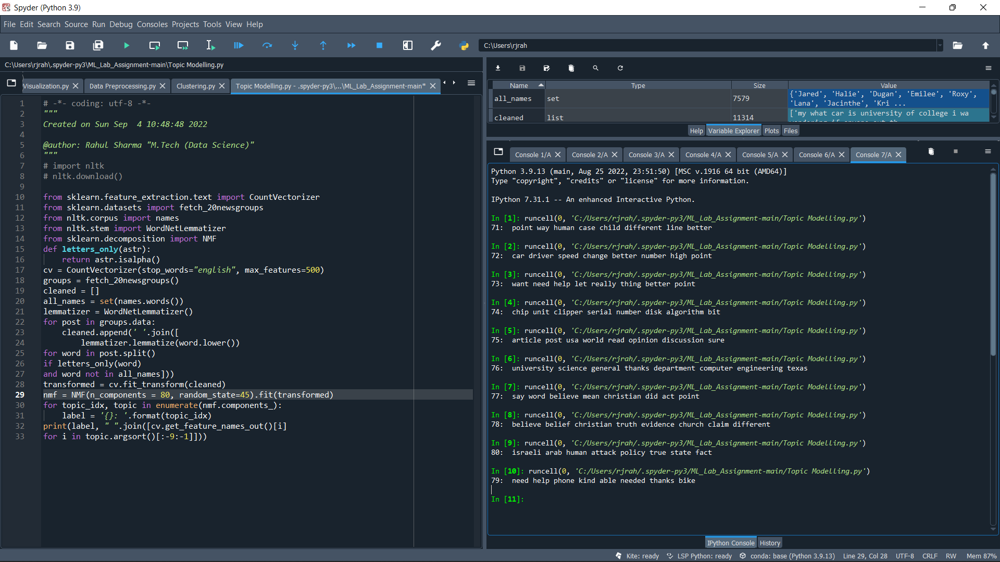 Spyder (Python 3.9)
File Edit Search Source Run Debug Consoles Projects Tools View Help
C:\Users\rjrah
C:\Users\rjrah\.spyder-py3\ML_Lab_Assignment-main\Topic Modelling.py
Visualization.py Data Preprocessing.py Clustering.py Topic Modelling.py - .spyder-py3\...\ML_Lab_Assignment-main*
1 # -*- coding: utf-8 -*-
2 """
3 Created on Sun Sep  4 10:48:48 2022
4
5 @author: Rahul Sharma "M.Tech (Data Science)"
6 """
7 # import nltk
8 # nltk.download()
9
10 from sklearn.feature_extraction.text import CountVectorizer
11 from sklearn.datasets import fetch_20newsgroups
12 from nltk.corpus import names
13 from nltk.stem import WordNetLemmatizer
14 from sklearn.decomposition import NMF
15 def letters_only(astr):
16     return astr.isalpha()
17 cv = CountVectorizer(stop_words="english", max_features=500)
18 groups = fetch_20newsgroups()
19 cleaned = []
20 all_names = set(names.words())
21 lemmatizer = WordNetLemmatizer()
22 for post in groups.data:
23     cleaned.append(' '.join([
24         lemmatizer.lemmatize(word.lower())
25 for word in post.split()
26 if letters_only(word)
27 and word not in all_names]))
28 transformed = cv.fit_transform(cleaned)
29 nmf = NMF(n_components = 80, random_state=45).fit(transformed)
30 for topic_idx, topic in enumerate(nmf.components_):
31     label = '{}: '.format(topic_idx)
32 print(label, " ".join([cv.get_feature_names_out()[i]
33 for i in topic.argsort()[:-9:-1]]))
Name Type Size Value
all_names set 7579 {'Jared', 'Halie', 'Dugan', 'Emilee', 'Roxy',
'Lana', 'Jacinthe', 'Kri ...
cleaned list 11314 ['my what car is university of college i wa
Help Variable Explorer Plots Files
Console 1/A Console 2/A Console 3/A Console 4/A Console 5/A Console 6/A Console 7/A
Python 3.9.13 (main, Aug 25 2022, 23:51:50) [MSC v.1916 64 bit (AMD64)]
Type "copyright", "credits" or "license" for more information.
IPython 7.31.1 -- An enhanced Interactive Python.
In [1]: runcell(0, 'C:/Users/rjrah/.spyder-py3/ML_Lab_Assignment-main/Topic Modelling.py')
71:  point way human case child different line better
In [2]: runcell(0, 'C:/Users/rjrah/.spyder-py3/ML_Lab_Assignment-main/Topic Modelling.py')
72:  car driver speed change better number high point
In [3]: runcell(0, 'C:/Users/rjrah/.spyder-py3/ML_Lab_Assignment-main/Topic Modelling.py')
73:  want need help let really thing better point
In [4]: runcell(0, 'C:/Users/rjrah/.spyder-py3/ML_Lab_Assignment-main/Topic Modelling.py')
74:  chip unit clipper serial number disk algorithm bit
In [5]: runcell(0, 'C:/Users/rjrah/.spyder-py3/ML_Lab_Assignment-main/Topic Modelling.py')
75:  article post usa world read opinion discussion sure
In [6]: runcell(0, 'C:/Users/rjrah/.spyder-py3/ML_Lab_Assignment-main/Topic Modelling.py')
76:  university science general thanks department computer engineering texas
In [7]: runcell(0, 'C:/Users/rjrah/.spyder-py3/ML_Lab_Assignment-main/Topic Modelling.py')
77:  say word believe mean christian did act point
In [8]: runcell(0, 'C:/Users/rjrah/.spyder-py3/ML_Lab_Assignment-main/Topic Modelling.py')
78:  believe belief christian truth evidence church claim different
In [9]: runcell(0, 'C:/Users/rjrah/.spyder-py3/ML_Lab_Assignment-main/Topic Modelling.py')
80:  israeli arab human attack policy true state fact
In [10]: runcell(0, 'C:/Users/rjrah/.spyder-py3/ML_Lab_Assignment-main/Topic Modelling.py')
79:  need help phone kind able needed thanks bike
In [11]:
IPython Console History
Kite: ready LSP Python: ready conda: base (Python 3.9.13) Line 29, Col 28 UTF-8 CRLF RW Mem 87%